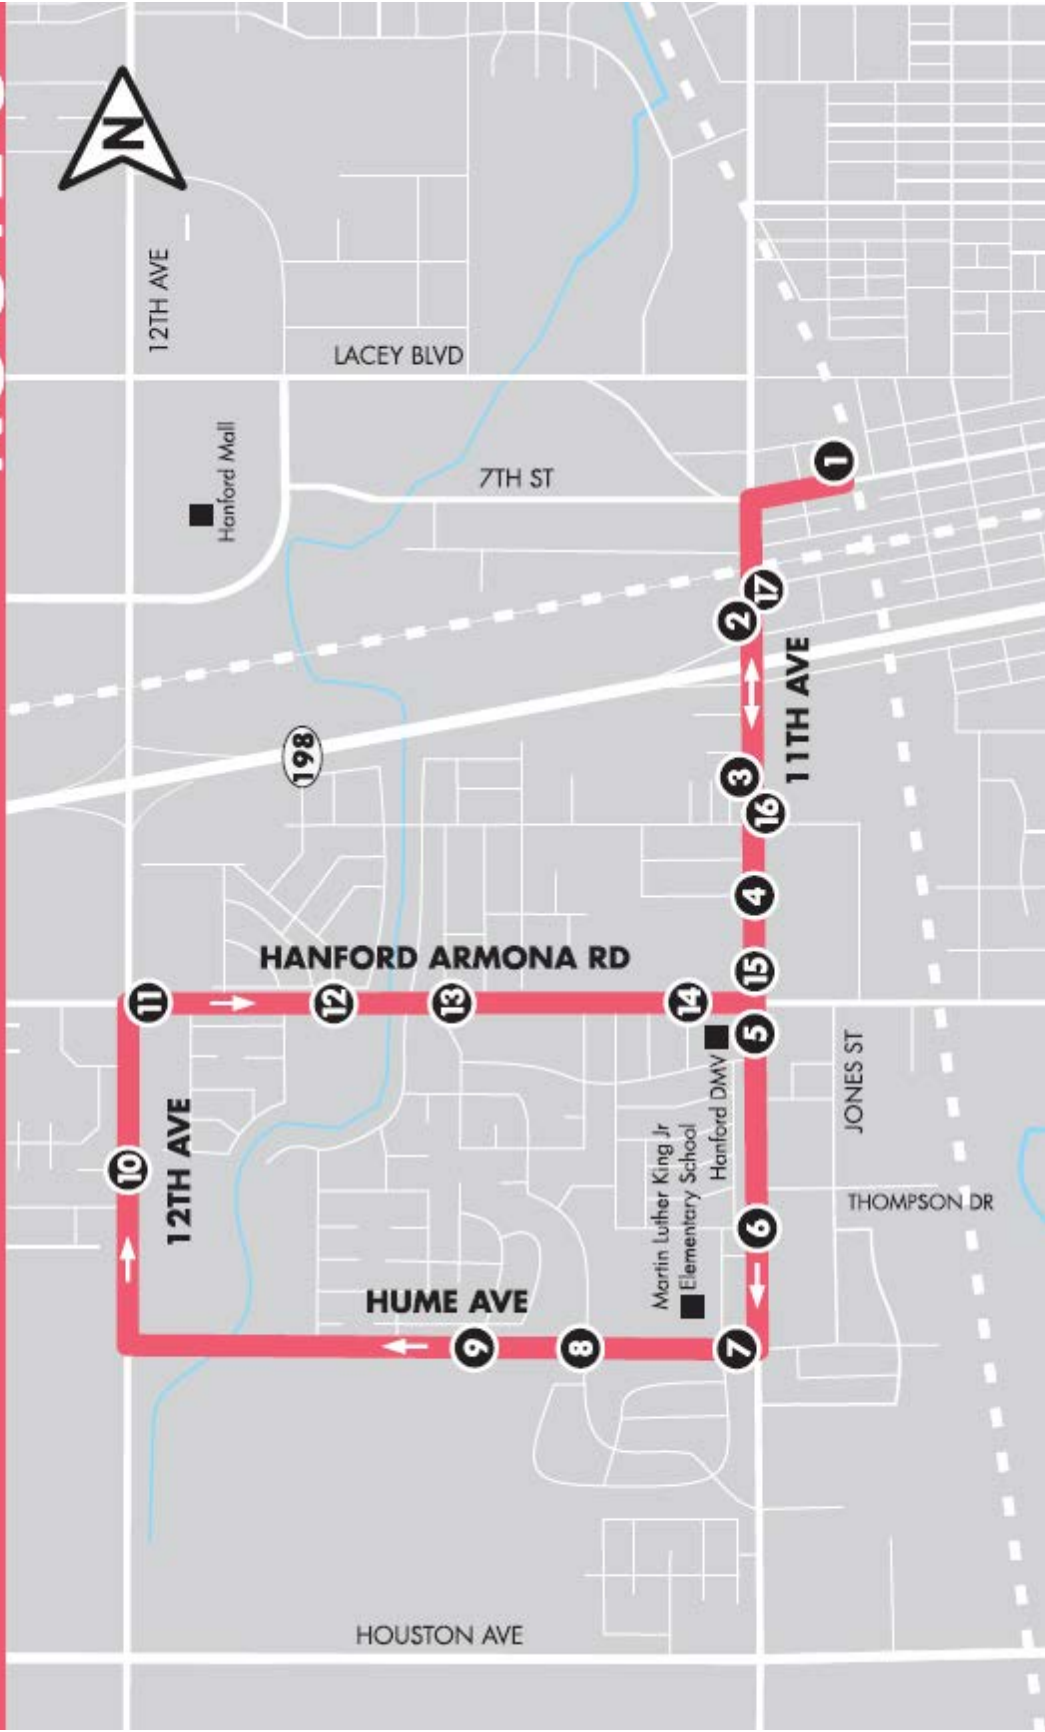 N
12TH AVE
LACEY BLVD
Hanford Mall
7TH ST
1
17
2
198
11TH AVE
3
16
4
HANFORD ARMONA RD
15
11
12
13
14
5
Hanford DMV
JONES ST
12TH AVE
10
Martin Luther King Jr
Elementary School
THOMPSON DR
6
HUME AVE
9
8
7
HOUSTON AVE